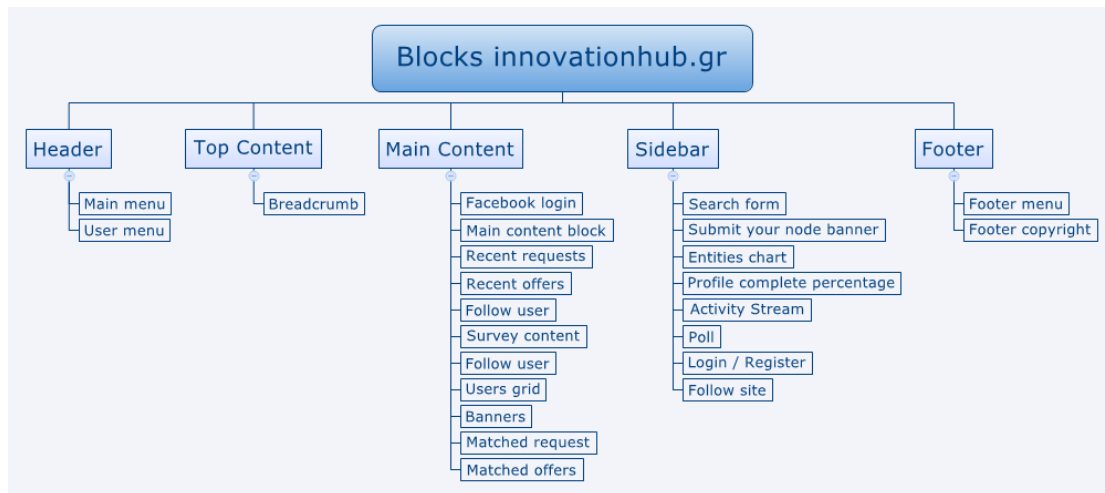 Blocks innovationhub.gr
Header
Main menu
User menu
Top Content
Breadcrumb
Main Content
Facebook login
Main content block
Recent requests
Recent offers
Follow user
Survey content
Follow user
Users grid
Banners
Matched request
Matched offers
Sidebar
Search form
Submit your node banner
Entities chart
Profile complete percentage
Activity Stream
Poll
Login / Register
Follow site
Footer
Footer menu
Footer copyright